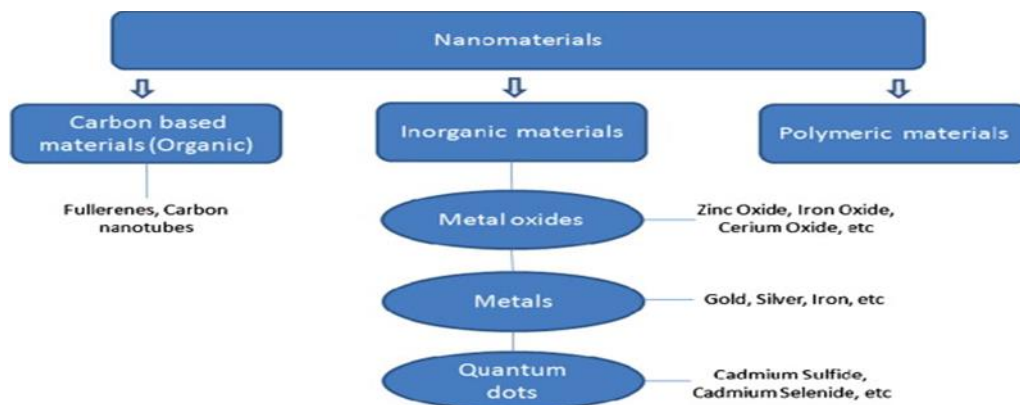 Nanomaterials
Carbon based
materials (Organic)
Inorganic materials
Polymeric materials
Fullerenes, Carbon
nanotubes
Metal oxides
Zinc Oxide, Iron Oxide,
Cerium Oxide, etc
Metals
Gold, Silver, Iron, etc
Quantum
dots
Cadmium Sulfide,
Cadmium Selenide, etc